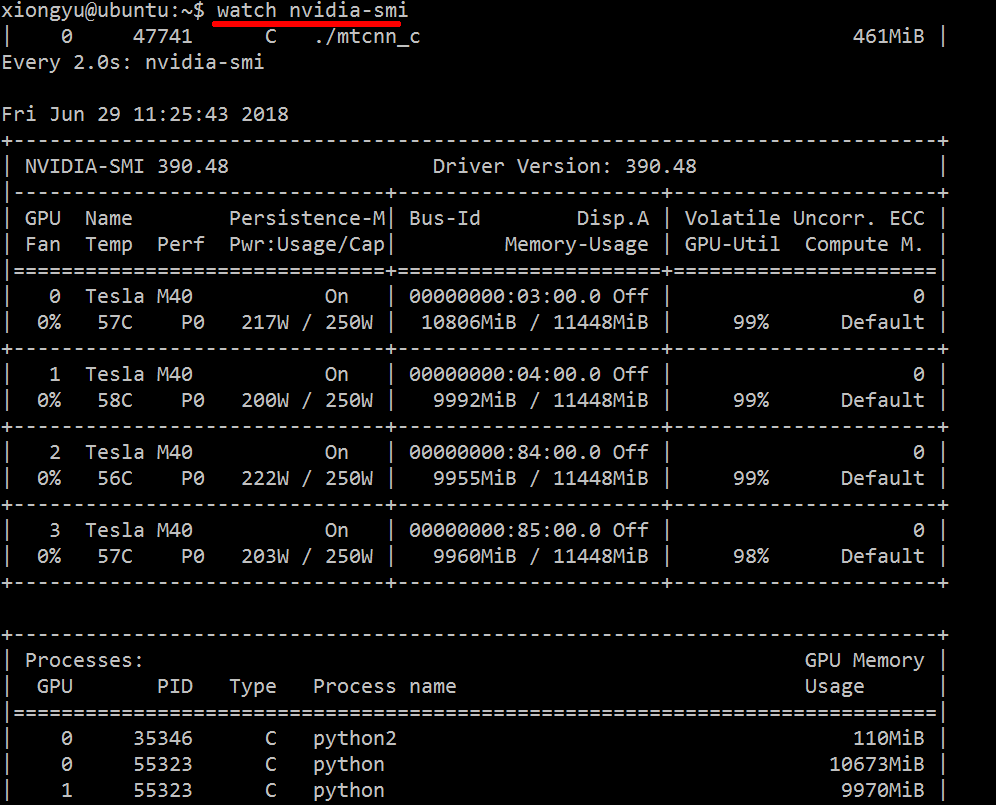 xiongyu@ubuntu:~$ watch nvidia-smi
|    0     47741      C   ./mtcnn_c                                    461MiB |
Every 2.0s: nvidia-smi

Fri Jun 29 11:25:43 2018
+-----------------------------------------------------------------------------+
| NVIDIA-SMI 390.48                 Driver Version: 390.48                    |
|-------------------------------+----------------------+----------------------+
| GPU  Name        Persistence-M| Bus-Id        Disp.A | Volatile Uncorr. ECC |
| Fan  Temp  Perf  Pwr:Usage/Cap|         Memory-Usage | GPU-Util  Compute M. |
|===============================+======================+======================|
|   0  Tesla M40           On   | 00000000:03:00.0 Off |                    0 |
|  0%   57C    P0   217W / 250W |  10806MiB / 11448MiB |     99%      Default |
+-------------------------------+----------------------+----------------------+
|   1  Tesla M40           On   | 00000000:04:00.0 Off |                    0 |
|  0%   58C    P0   200W / 250W |   9992MiB / 11448MiB |     99%      Default |
+-------------------------------+----------------------+----------------------+
|   2  Tesla M40           On   | 00000000:84:00.0 Off |                    0 |
|  0%   56C    P0   222W / 250W |   9955MiB / 11448MiB |     99%      Default |
+-------------------------------+----------------------+----------------------+
|   3  Tesla M40           On   | 00000000:85:00.0 Off |                    0 |
|  0%   57C    P0   203W / 250W |   9960MiB / 11448MiB |     98%      Default |
+-------------------------------+----------------------+----------------------+

+-----------------------------------------------------------------------------+
| Processes:                                                       GPU Memory |
|  GPU       PID   Type   Process name                             Usage      |
|=============================================================================|
|    0     35346      C   python2                                      110MiB |
|    0     55323      C   python                                     10673MiB |
|    1     55323      C   python                                      9970MiB |